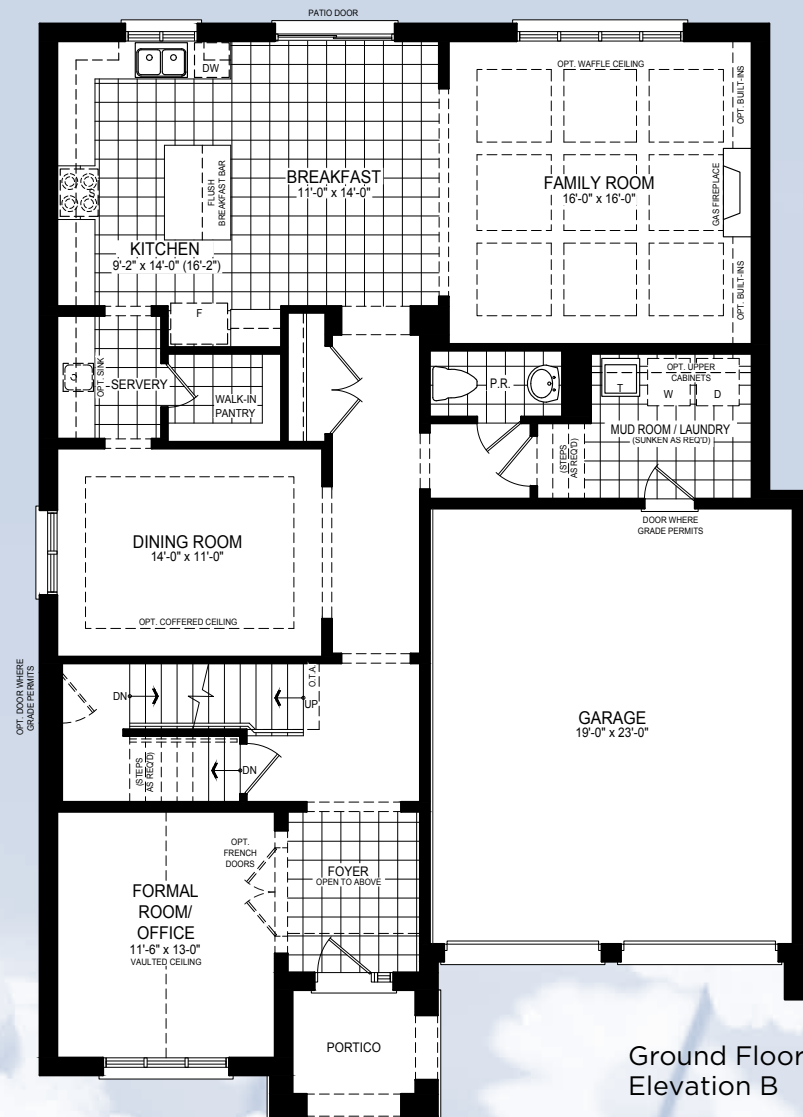 PATIO DOOR
DW
OPT. WAFFLE CEILING
OPT. BUILT-INS
FLUSH
BREAKFAST BAR
BREAKFAST
11'-0" x 14'-0"
FAMILY ROOM
16'-0" x 16'-0"
GAS FIREPLACE
S
KITCHEN
9'-2" x 14'-0" (16'-2")
OPT. BUILT-INS
F
OPT. SINK
SERVERY
WALK-IN
PANTRY
P.R.
T
OPT. UPPER
CABINETS
W
D
MUD ROOM / LAUNDRY
(SUNKEN AS REQ'D)
(STEPS
AS REQ'D)
DOOR WHERE
GRADE PERMITS
DINING ROOM
14'-0" x 11'-0"
OPT. COFFERED CEILING
OPT. DOOR WHERE
GRADE PERMITS
DN
UP
O.T.A.
GARAGE
19'-0" x 23'-0"
(STEPS
AS REQ'D)
DN
OPT.
FRENCH
DOORS
FOYER
OPEN TO ABOVE
FORMAL
ROOM/
OFFICE
11'-6" x 13-0"
VAULTED CEILING
PORTICO
Ground Floor
Elevation B